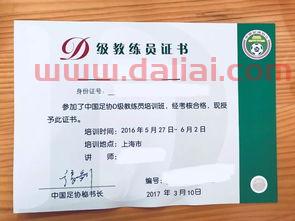 D级教练员证书
www.daliai.com
身份证号：
参加了中国足协D级教练员培训班，经考核合格，现授
予此证书。
培训时间：2016年5月27日-6月2日
培训地点：上海市
讲 师：
中国足协秘书长
2017年3月10日